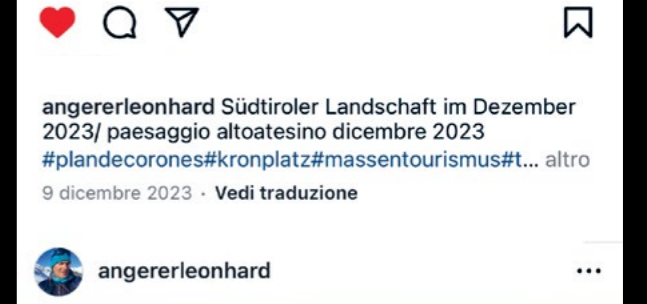 angererleonhard Südtiroler Landschaft im Dezember
2023/ paesaggio altoatesino dicembre 2023
#plandecorones#kronplatz#massentourismus#t... altro
9 dicembre 2023 · Vedi traduzione
angererleonhard